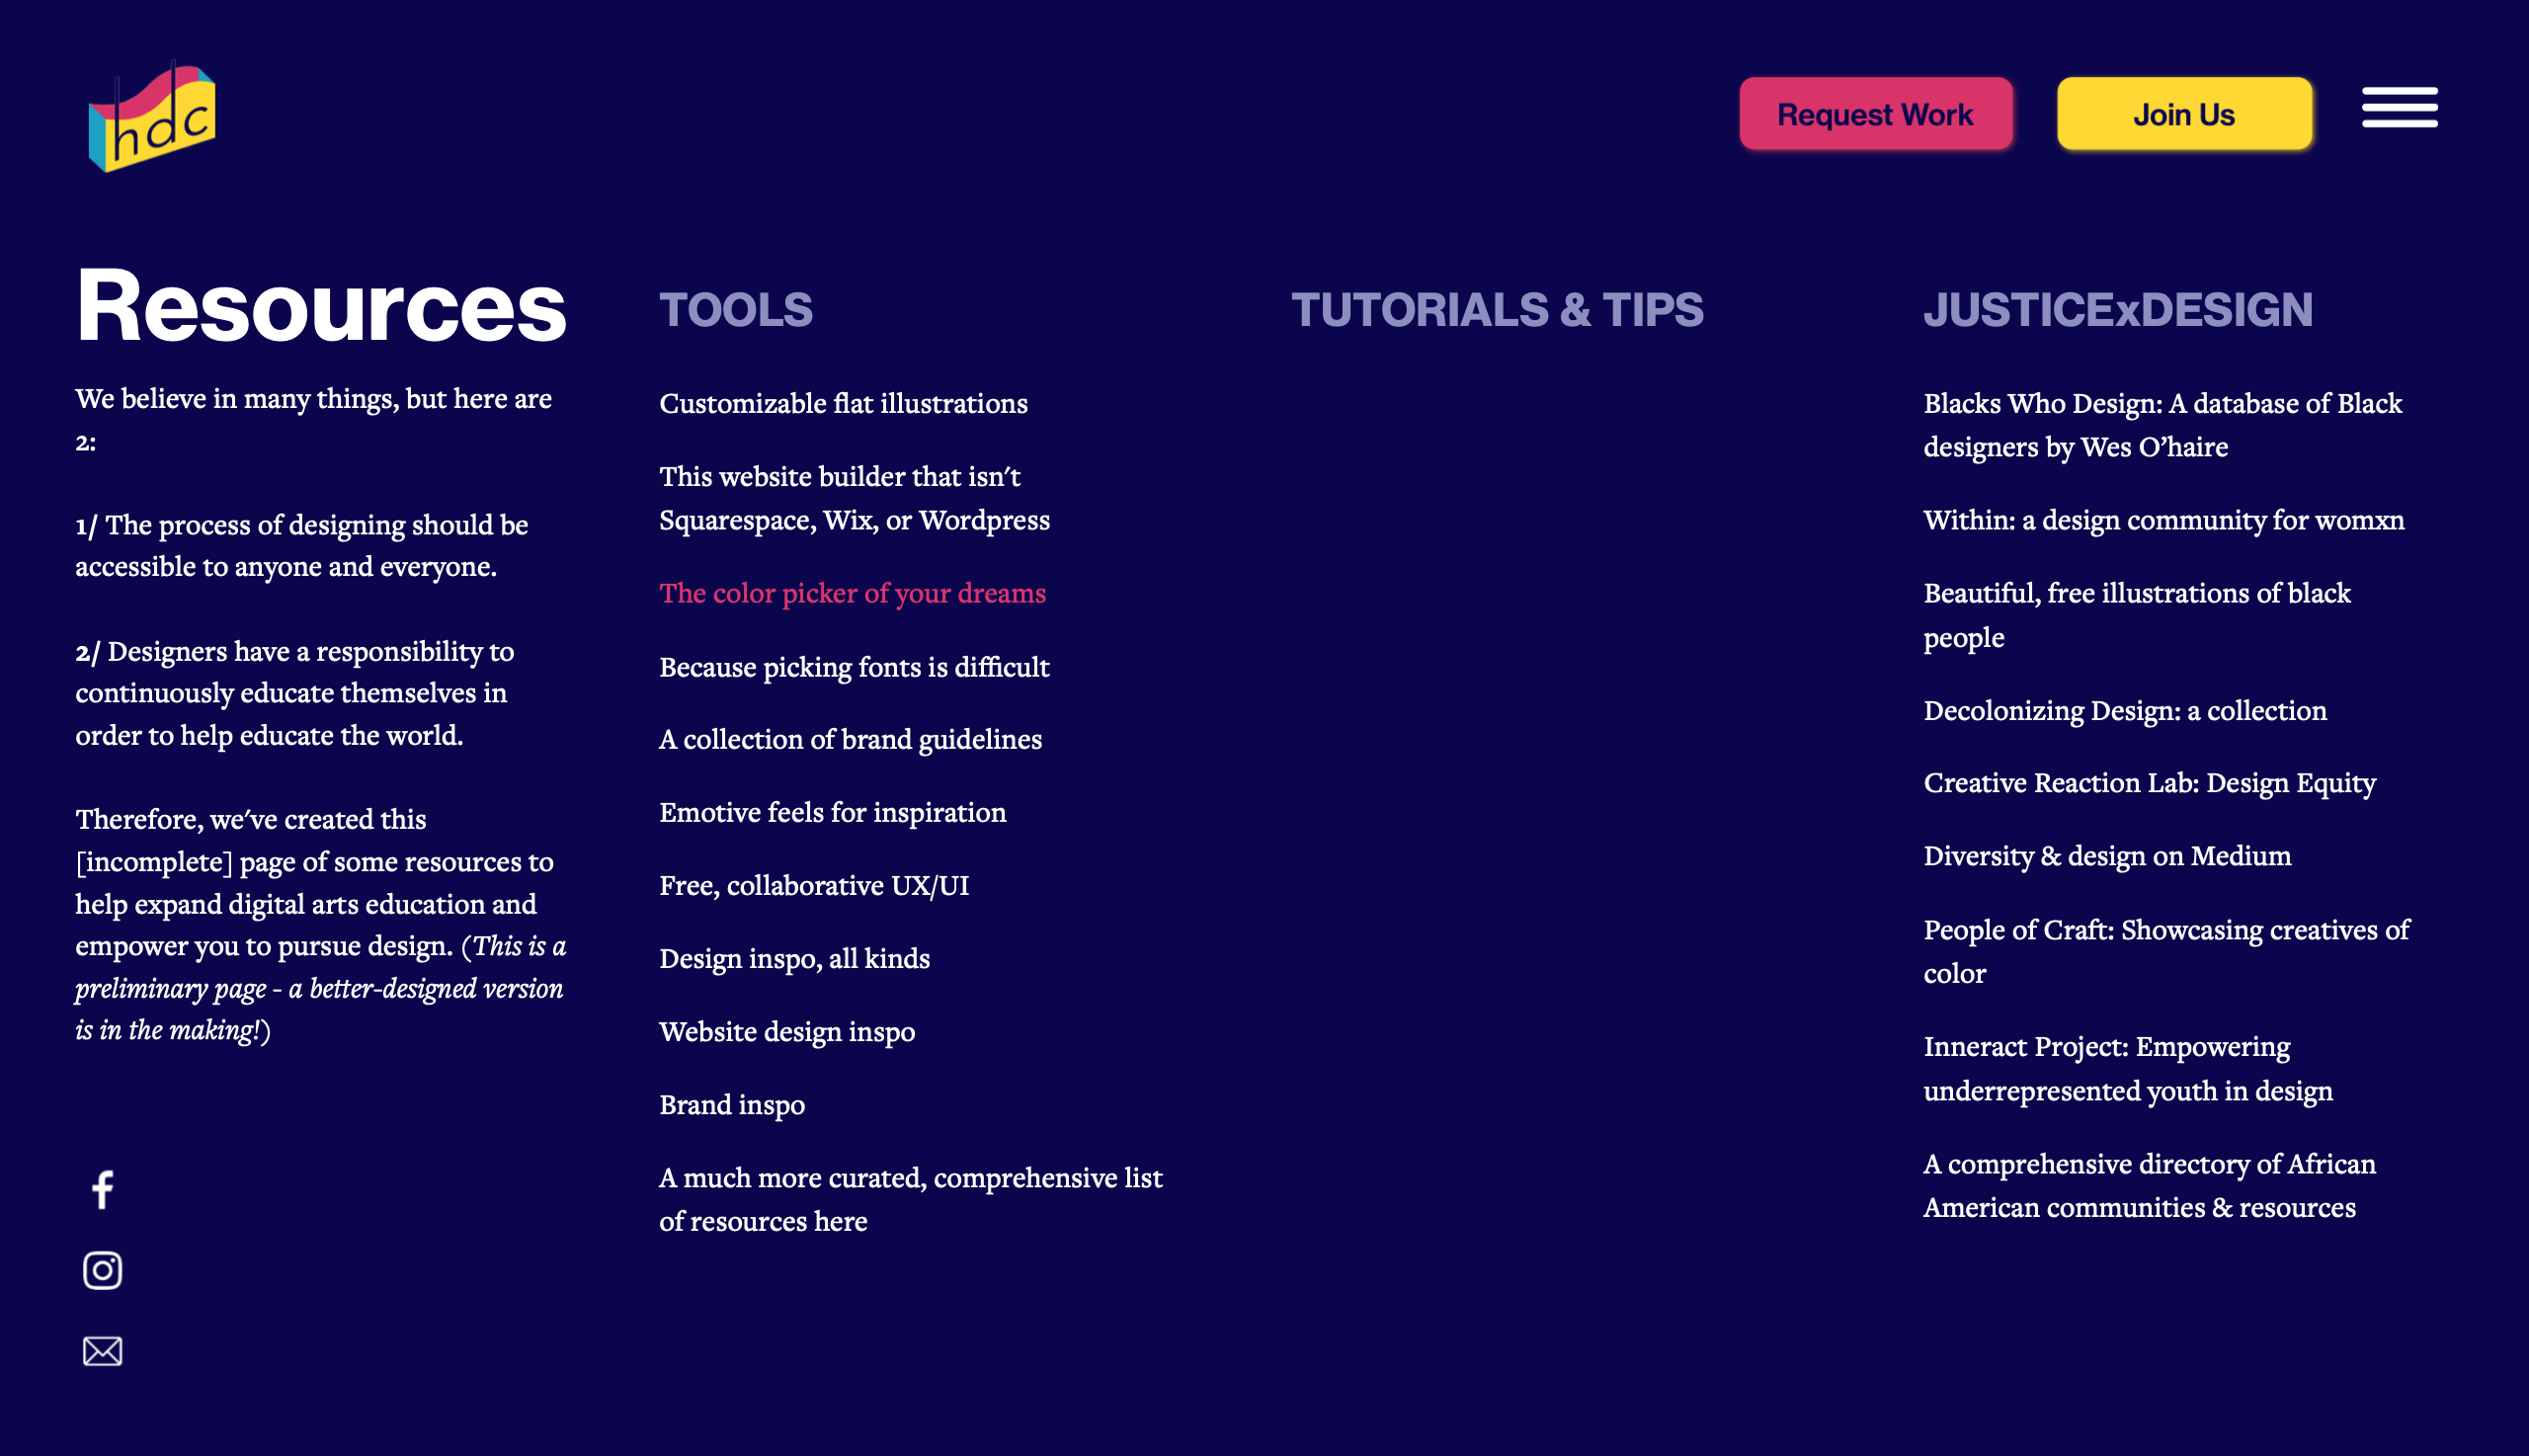 hdc
Request Work
Join Us
Resources
We believe in many things, but here are
2:
1/ The process of designing should be
accessible to anyone and everyone.
2/ Designers have a responsibility to
continuously educate themselves in
order to help educate the world.
Therefore, we've created this
[incomplete] page of some resources to
help expand digital arts education and
empower you to pursue design. (This is a
preliminary page - a better-designed version
is in the making!)
TOOLS
Customizable flat illustrations
This website builder that isn't
Squarespace, Wix, or Wordpress
The color picker of your dreams
Because picking fonts is difficult
A collection of brand guidelines
Emotive feels for inspiration
Free, collaborative UX/UI
Design inspo, all kinds
Website design inspo
Brand inspo
A much more curated, comprehensive list
of resources here
TUTORIALS & TIPS
JUSTICExDESIGN
Blacks Who Design: A database of Black
designers by Wes O’haire
Within: a design community for womxn
Beautiful, free illustrations of black
people
Decolonizing Design: a collection
Creative Reaction Lab: Design Equity
Diversity & design on Medium
People of Craft: Showcasing creatives of
color
Inneract Project: Empowering
underrepresented youth in design
A comprehensive directory of African
American communities & resources